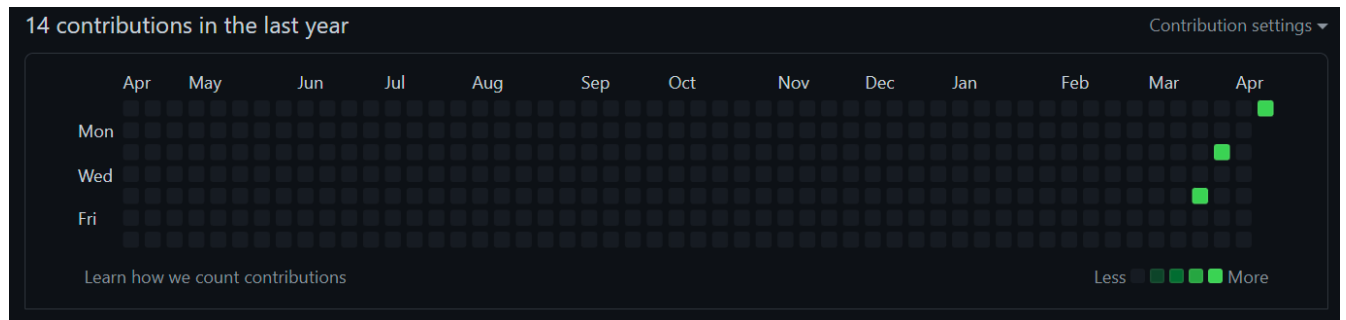 14 contributions in the last year
Contribution settings
Apr May Jun Jul Aug Sep Oct Nov Dec Jan Feb Mar Apr
Mon
Wed
Fri
Learn how we count contributions
Less More